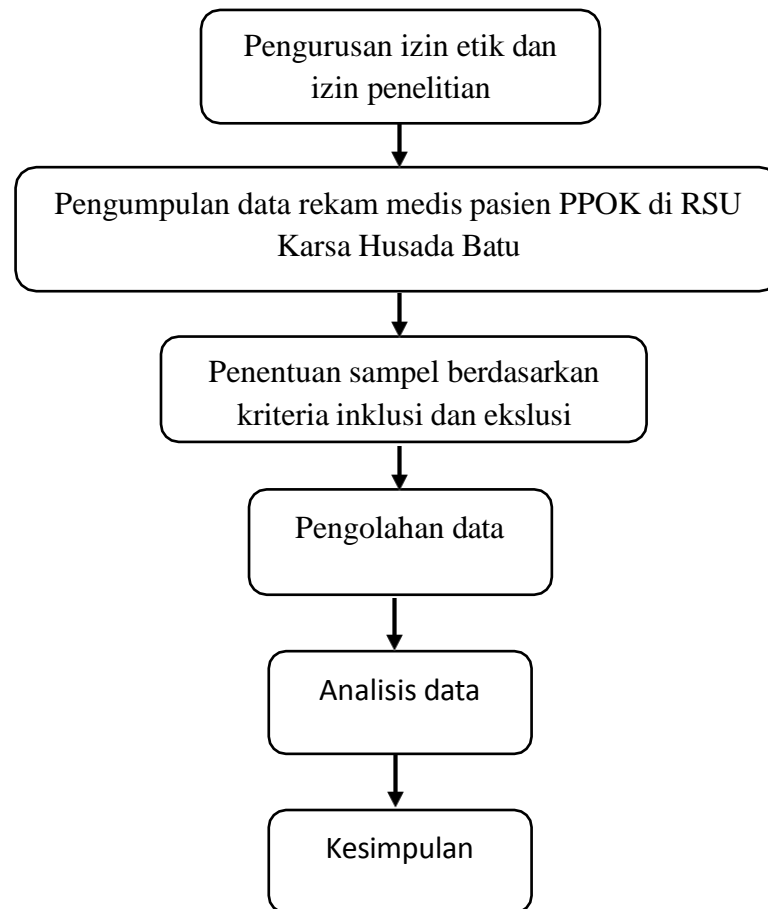 Pengurusan izin etik dan
izin penelitian
Pengumpulan data rekam medis pasien PPOK di RSU
Karsa Husada Batu
Penentuan sampel berdasarkan
kriteria inklusi dan ekslusi
Pengolahan data
Analisis data
Kesimpulan